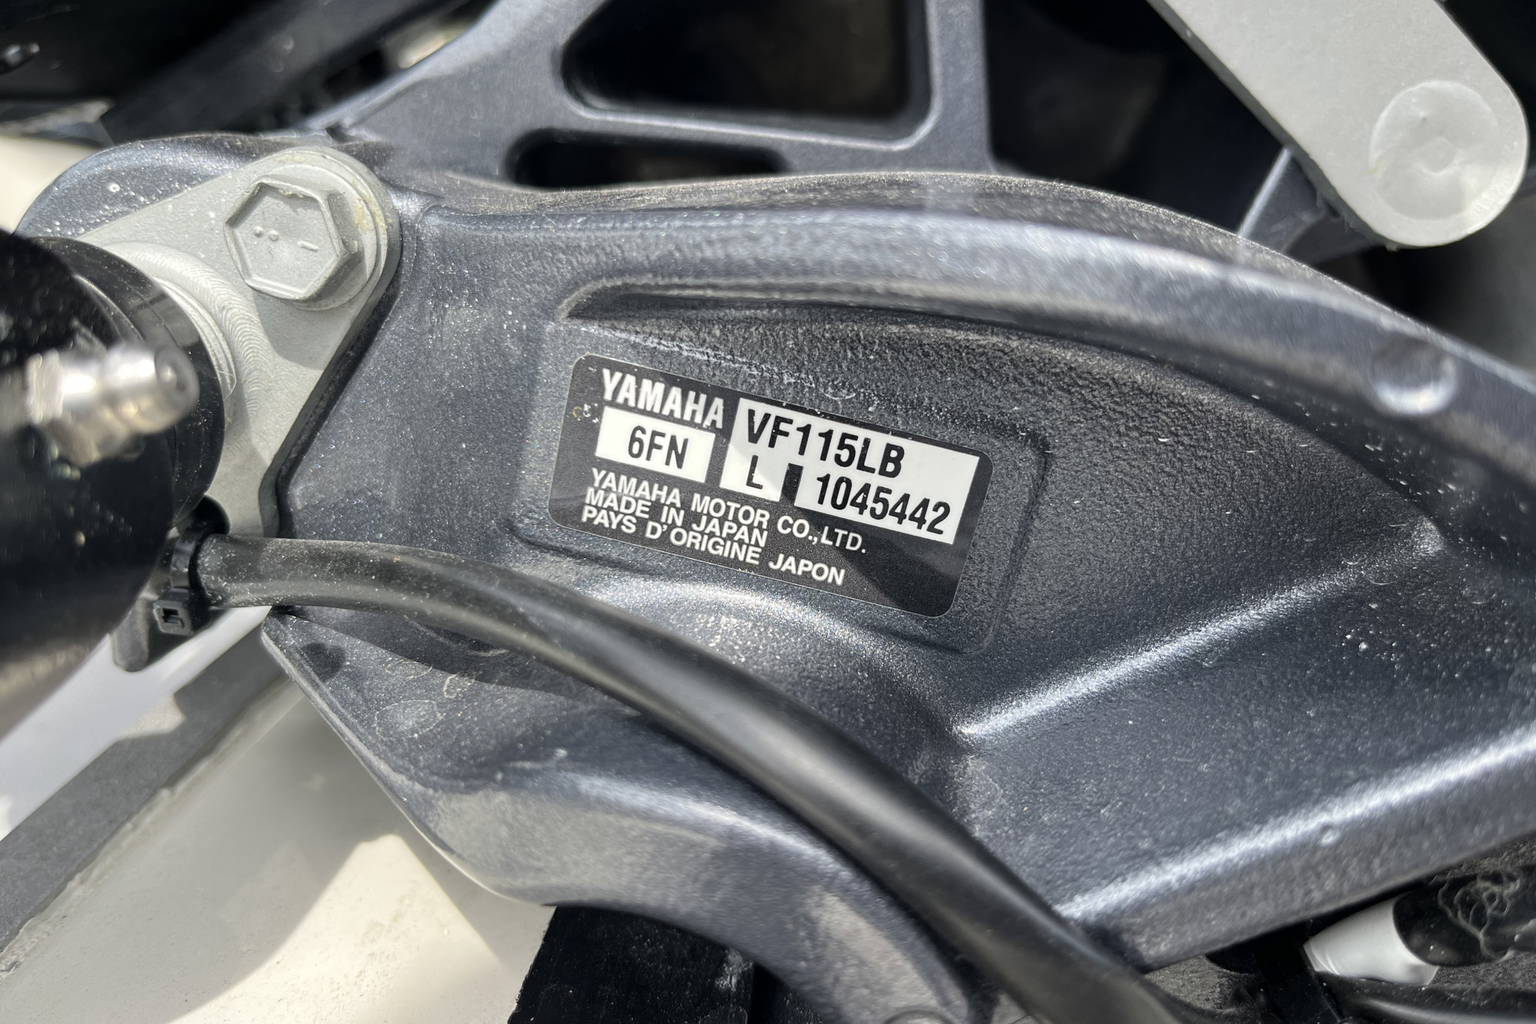 YAMAHA VF115LB
6FN L 1045442
YAMAHA MOTOR CO.,LTD.
MADE IN JAPAN
PAYS D'ORIGINE JAPON